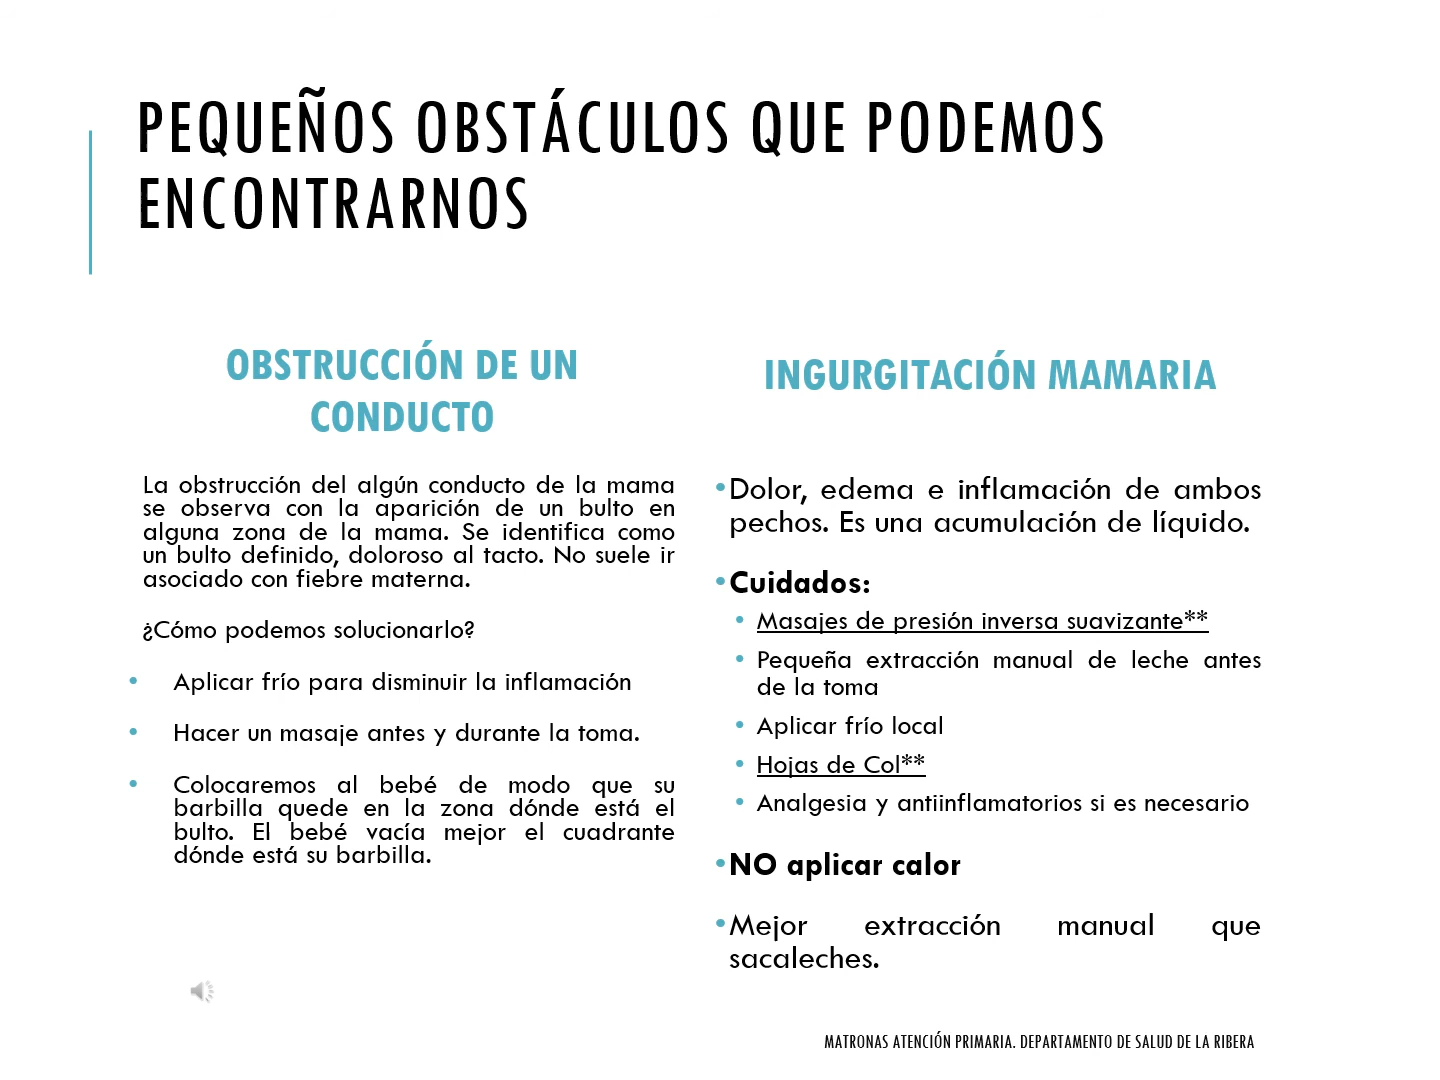 PEQUEÑOS OBSTÁCULOS QUE PODEMOS
ENCONTRARNOS
OBSTRUCCIÓN DE UN
CONDUCTO
La obstrucción del algún conducto de la mama
se observa con la aparición de un bulto en
alguna zona de la mama. Se identifica como
un bulto definido, doloroso al tacto. No suele ir
asociado con fiebre materna.
¿Cómo podemos solucionarlo?
• Aplicar frío para disminuir la inflamación
• Hacer un masaje antes y durante la toma.
• Colocaremos al bebé de modo que su
barbilla quede en la zona dónde está el
bulto. El bebé vacía mejor el cuadrante
dónde está su barbilla.
INGURGITACIÓN MAMARIA
• Dolor, edema e inflamación de ambos
pechos. Es una acumulación de líquido.
• Cuidados:
• Masajes de presión inversa suavizante**
• Pequeña extracción manual de leche antes
de la toma
• Aplicar frío local
• Hojas de Col**
• Analgesia y antiinflamatorios si es necesario
• NO aplicar calor
• Mejor extracción manual que
sacaleches.
MATRONAS ATENCIÓN PRIMARIA. DEPARTAMENTO DE SALUD DE LA RIBERA